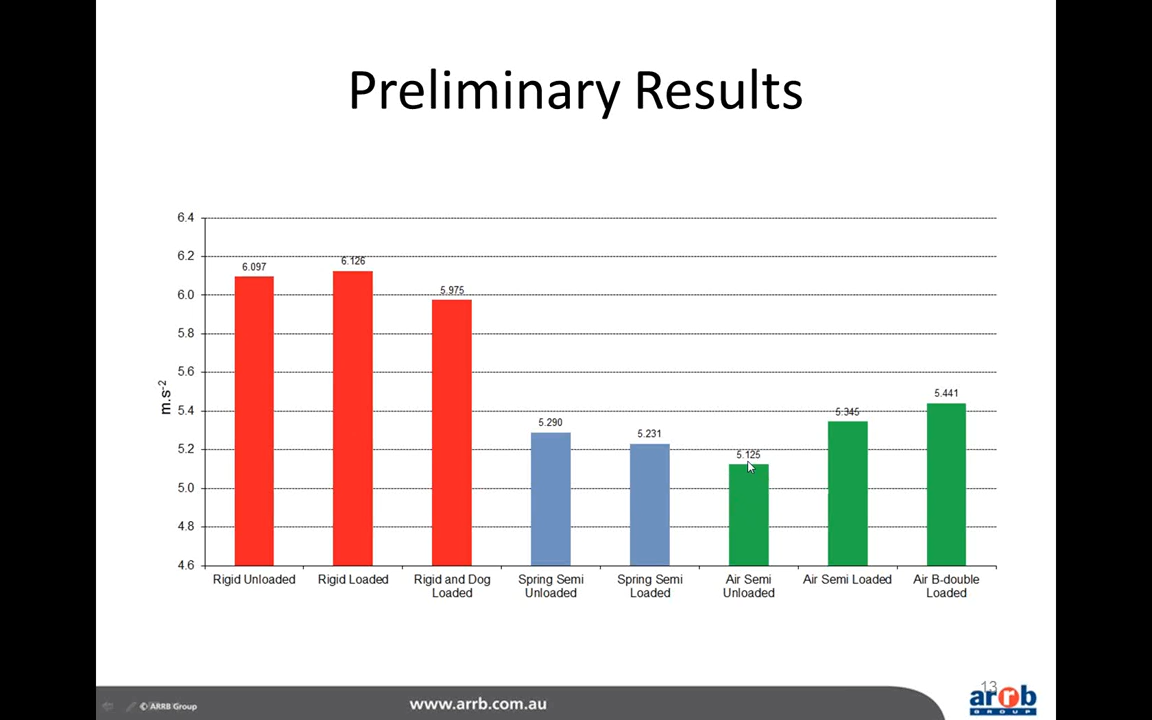 Preliminary Results
6.4
6.2
6.0
5.8
5.6
5.4
5.2
5.0
4.8
4.6
m.s-2
6.097
6.126
5.975
5.290
5.231
5.125
5.345
5.441
Rigid Unloaded
Rigid Loaded
Rigid and Dog
Loaded
Spring Semi
Unloaded
Spring Semi
Loaded
Air Semi
Unloaded
Air Semi Loaded
Air B-double
Loaded
© ARRB Group
www.arrb.com.au
13
arrb
GROUP